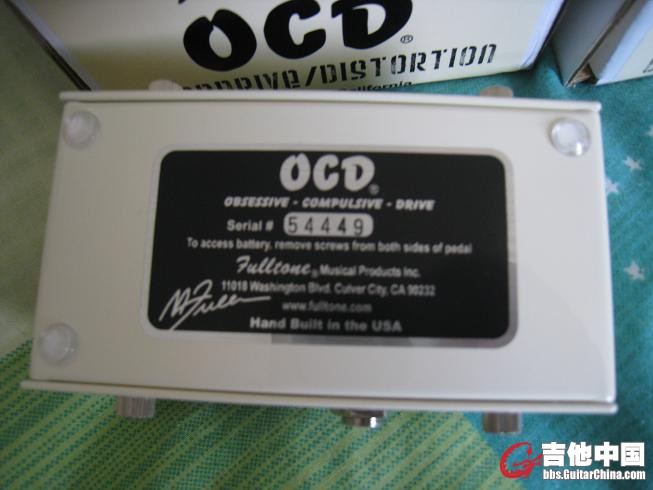 OCD®
DRIVE/DISTORTION
California
OCD®
OBSESSIVE - COMPULSIVE - DRIVE
Serial # 54449
To access battery, remove screws from both sides of pedal
Fulltone® Musical Products Inc.
11018 Washington Blvd. Culver City, CA 90232
www.fulltone.com
Hand Built in the USA
吉他中国
bbs.GuitarChina.com